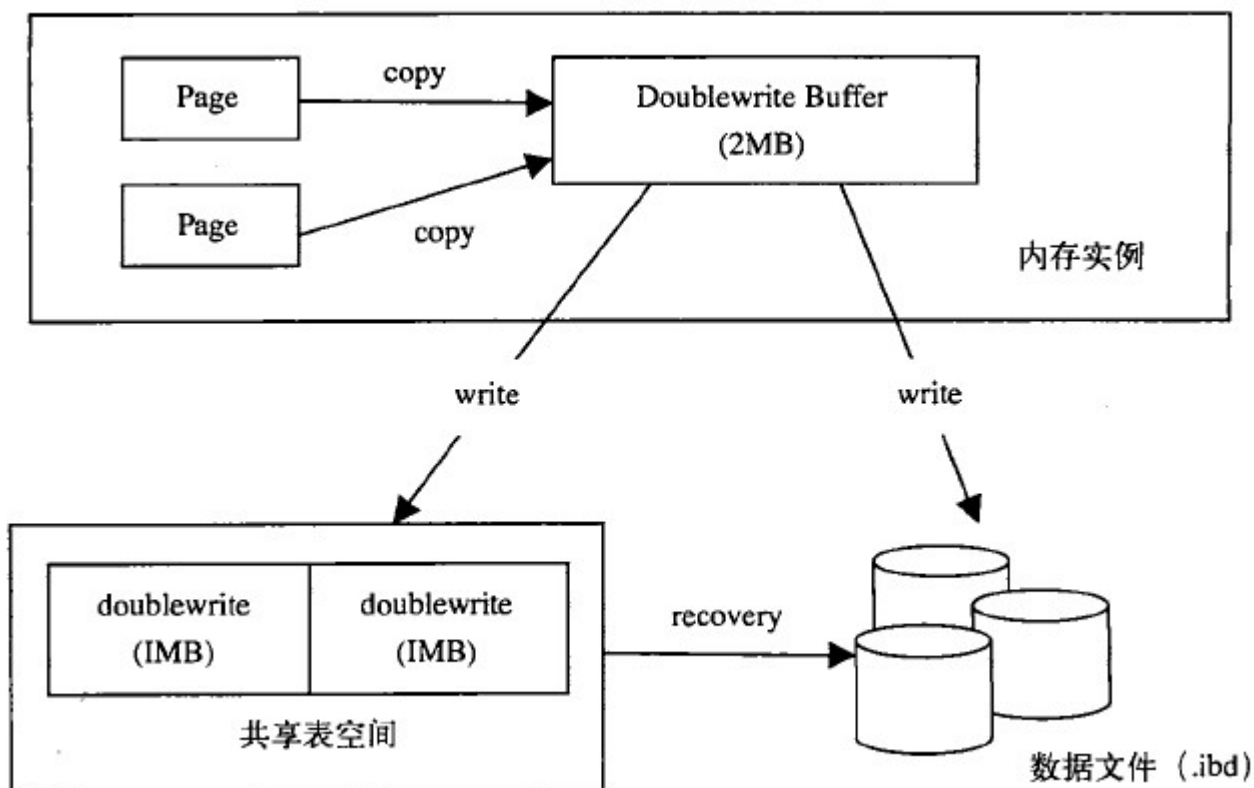 Page
copy
Doublewrite Buffer
(2MB)
Page
copy
内存实例
write
write
doublewrite
(IMB)
doublewrite
(IMB)
recovery
共享表空间
数据文件（.ibd）